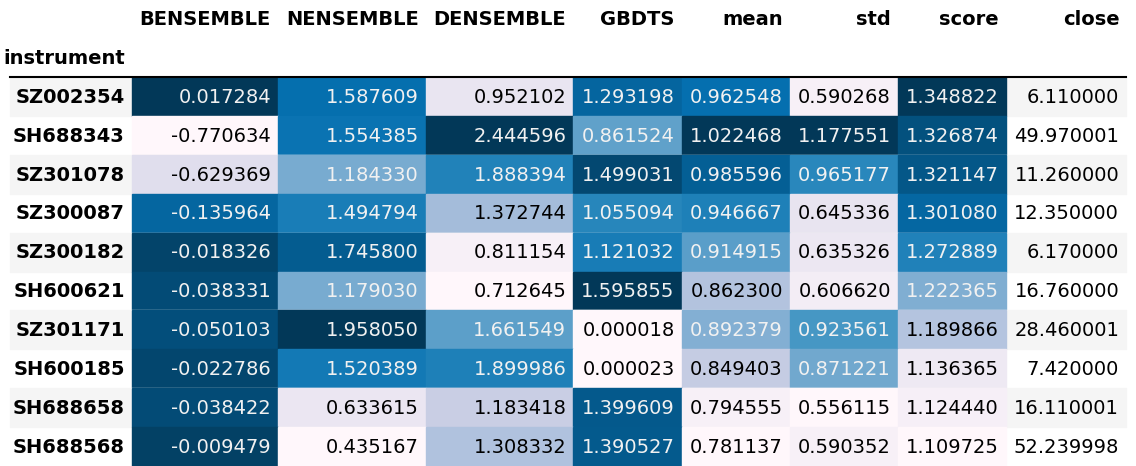 BENSEMBLE NENSEMBLE DENSEMBLE GBDTS mean std score close
instrument
SZ002354 0.017284 1.587609 0.952102 1.293198 0.962548 0.590268 1.348822 6.110000
SH688343 -0.770634 1.554385 2.444596 0.861524 1.022468 1.177551 1.326874 49.970001
SZ301078 -0.629369 1.184330 1.888394 1.499031 0.985596 0.965177 1.321147 11.260000
SZ300087 -0.135964 1.494794 1.372744 1.055094 0.946667 0.645336 1.301080 12.350000
SZ300182 -0.018326 1.745800 0.811154 1.121032 0.914915 0.635326 1.272889 6.170000
SH600621 -0.038331 1.179030 0.712645 1.595855 0.862300 0.606620 1.222365 16.760000
SZ301171 -0.050103 1.958050 1.661549 0.000018 0.892379 0.923561 1.189866 28.460001
SH600185 -0.022786 1.520389 1.899986 0.000023 0.849403 0.871221 1.136365 7.420000
SH688658 -0.038422 0.633615 1.183418 1.399609 0.794555 0.556115 1.124440 16.110001
SH688568 -0.009479 0.435167 1.308332 1.390527 0.781137 0.590352 1.109725 52.239998